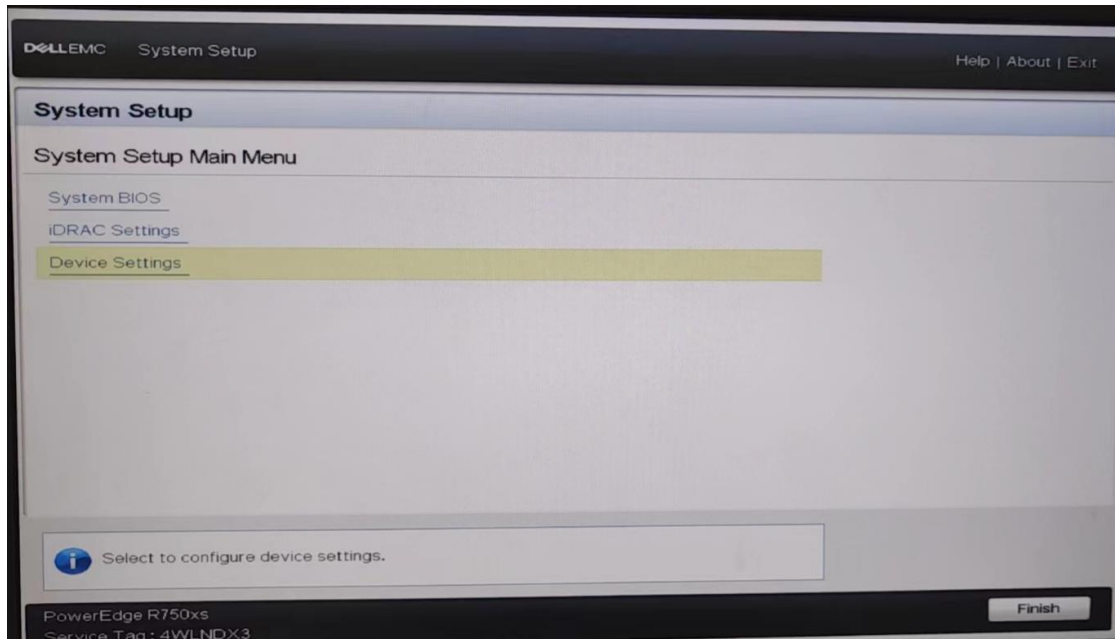 DELLEMC System Setup
Help | About | Exit
System Setup
System Setup Main Menu
System BIOS
iDRAC Settings
Device Settings
Select to configure device settings.
PowerEdge R750xs
Service Tag : 4WLNDX3
Finish